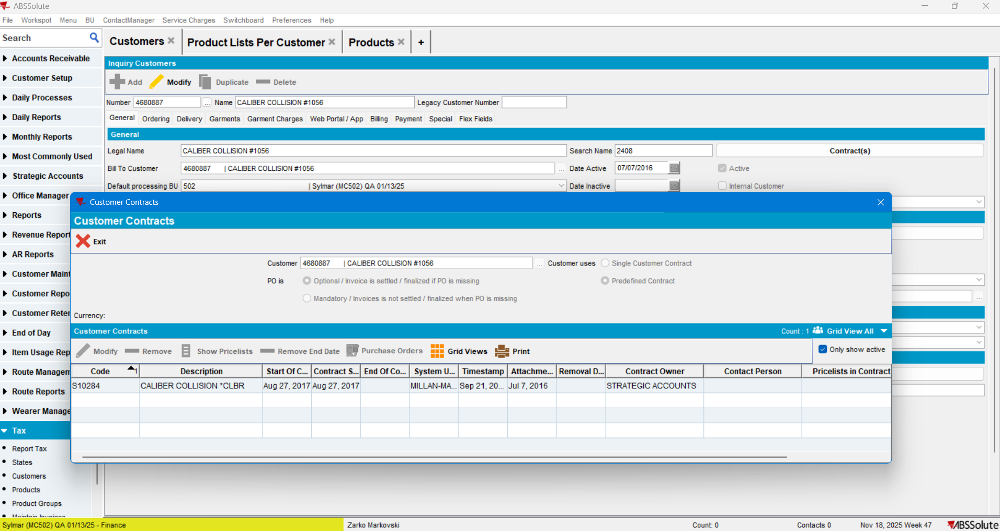 ABSSolute
File Workspot Menu BU ContactManager Service Charges Switchboard Preferences Help
Search
Customers Product Lists Per Customer Products +
Accounts Receivable
Customer Setup
Daily Processes
Daily Reports
Monthly Reports
Most Commonly Used
Strategic Accounts
Office Manager
Reports
Revenue Report
AR Reports
Customer Maint
Customer Repo
Customer Reter
End of Day
Item Usage Rep
Route Managem
Route Reports
Wearer Manage
Tax
Report Tax
States
Customers
Products
Product Groups
Maintain Invoices
Inquiry Customers
Add Modify Duplicate Delete
Number 4680887 ... Name CALIBER COLLISION #1056 Legacy Customer Number
General Ordering Delivery Garments Garment Charges Web Portal / App Billing Payment Special Flex Fields
General
Legal Name CALIBER COLLISION #1056 Search Name 2408 Contract(s)
Bill To Customer 4680887 | CALIBER COLLISION #1056 ... Date Active 07/07/2016 16 Active
Default processing BU 502 | Sylmar (MC502) QA 01/13/25 Date Inactive 16 Internal Customer
...
Customer Contracts
Customer Contracts
Exit
Customer 4680887 | CALIBER COLLISION #1056 ... Customer uses Single Customer Contract
PO is Optional / Invoice is settled / finalized if PO is missing Predefined Contract
Mandatory / Invoices is not settled / finalized when PO is missing
Currency:
Customer Contracts Count : 1 Grid View All
Modify Remove Show Pricelists Remove End Date Purchase Orders Grid Views Print Only show active
Code 1 Description Start Of C... Contract S... End Of Co... System U... Timestamp Attachme... Removal D... Contract Owner Contact Person Pricelists in Contract
S10284 CALIBER COLLISION *CLBR Aug 27, 2017 Aug 27, 2017 MILLAN-MA... Sep 21, 20... Jul 7, 2016 STRATEGIC ACCOUNTS
Sylmar (MC502) QA 01/13/25 - Finance Zarko Markovski Count: 0 Contacts 0 Nov 18, 2025 Week 47 ABSSolute